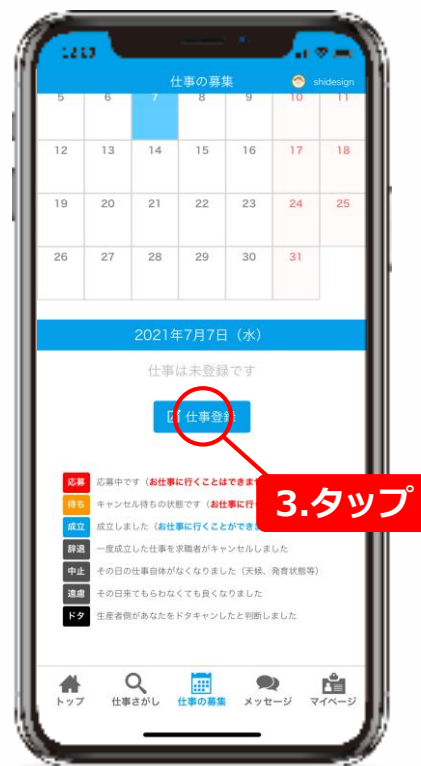 12:03
仕事の募集
shidesign
5 6 7 8 9 10 11
12 13 14 15 16 17 18
19 20 21 22 23 24 25
26 27 28 29 30 31
2021年7月7日（水）
仕事は未登録です
仕事登録
3.タップ
応募 応募中です（お仕事に行くことはできませ
待ち キャンセル待ちの状態です（お仕事に行
成立 成立しました（お仕事に行くことができ
辞退 一度成立した仕事を求職者がキャンセルしました
中止 その日の仕事自体がなくなりました（天候、発育状態等）
遠慮 その日来てもらわなくても良くなりました
ドタ 生産者側があなたをドタキャンしたと判断しました
トップ 仕事さがし 仕事の募集 メッセージ マイページ